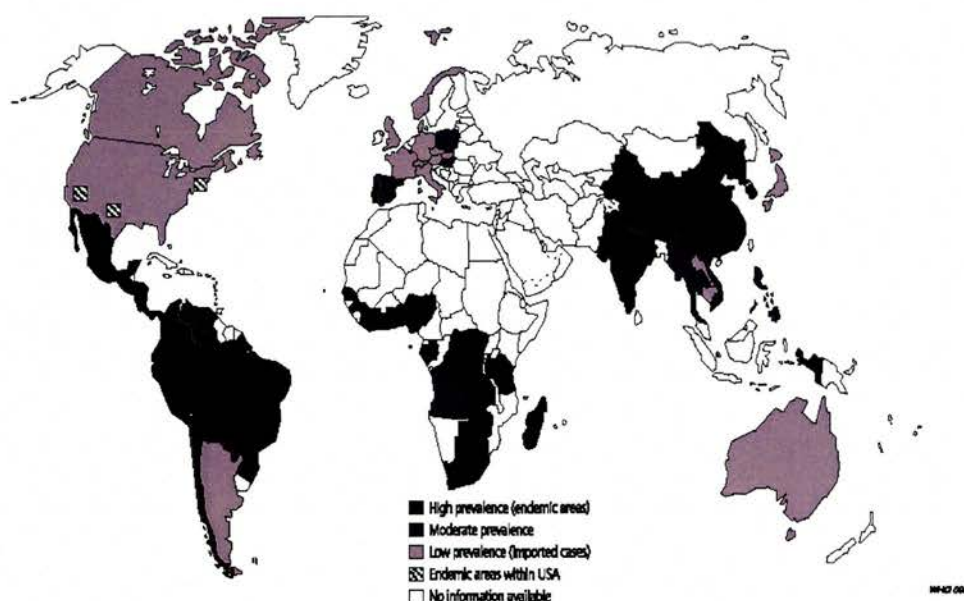 High prevalence (endemic areas)
Moderate prevalence
Low prevalence (imported cases)
Endemic areas within USA
No information available